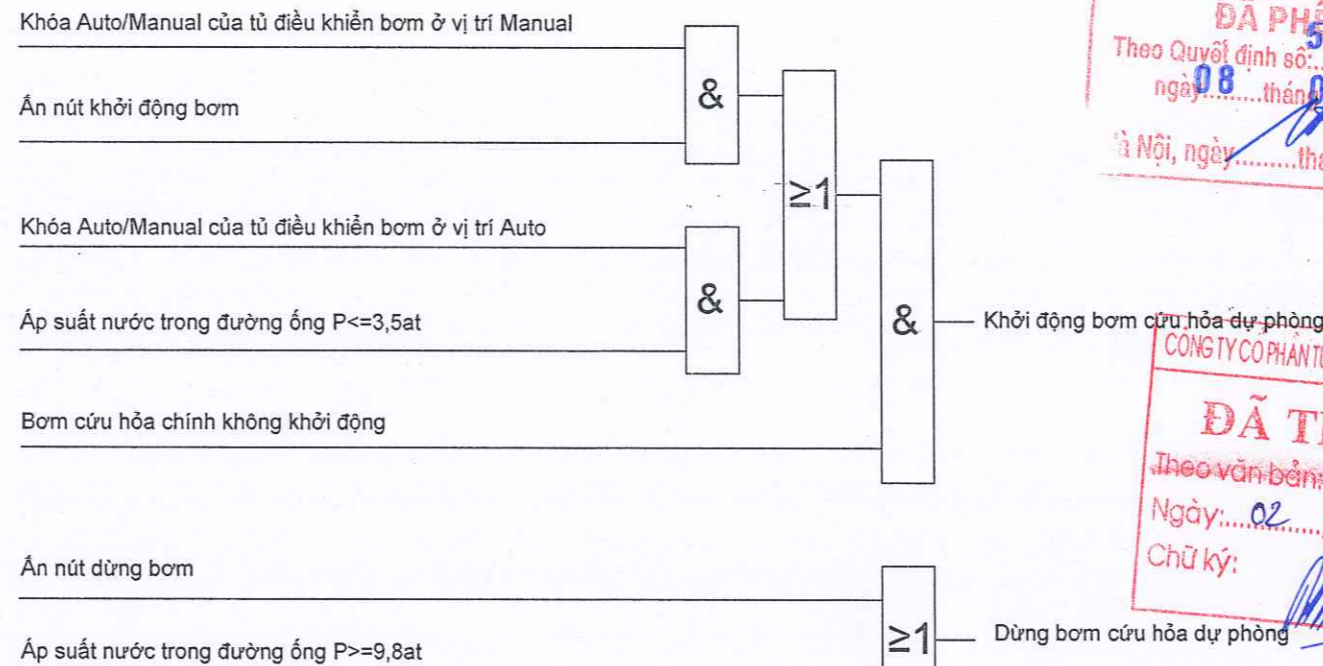 Khóa Auto/Manual của tủ điều khiển bơm ở vị trí Manual
&
Ấn nút khởi động bơm
≥1
Khóa Auto/Manual của tủ điều khiển bơm ở vị trí Auto
&
Áp suất nước trong đường ống P<=3,5at
&
Khởi động bơm cứu hỏa dự phòng
Bơm cứu hỏa chính không khởi động
Ấn nút dừng bơm
≥1
Dừng bơm cứu hỏa dự phòng
Áp suất nước trong đường ống P>=9,8at
ĐÃ
Theo Quyết định số:
ngày 08
Nội, ngày
CÔNG TY CỔ PHẦN
ĐÃ
Theo văn bản:
Ngày: 02
Chữ ký: